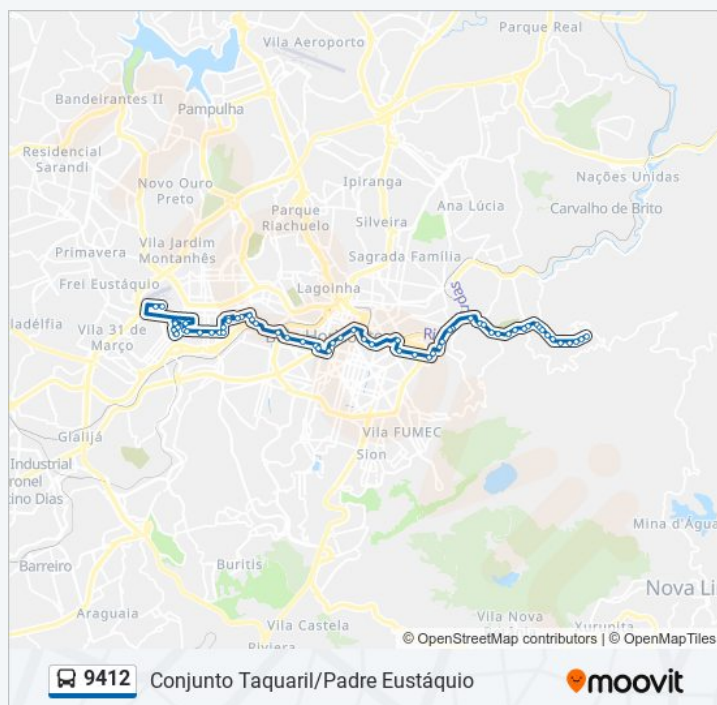 Parque Real
Vila Aeroporto
Bandeirantes II
Pampulha
Residencial
Sarandi
Nações Unidas
Ipiranga
Novo Ouro
Preto
Ana Lúcia
Carvalho de Brito
Parque
Riachuelo
Silveira
Primavera
Vila Jardim
Montanhês
Sagrada Família
Frei Eustáquio
Lagoinha
Vila 31 de
Março
Vila FUMEC
Sion
Industrial
Mina d'Águ
Barreiro
Buritis
Nova Li
Araguaia
Vila Castela
Vila Nova
© OpenStreetMap contributors | © OpenMapTiles
9412 Conjunto Taquaril/Padre Eustáquio
moovit